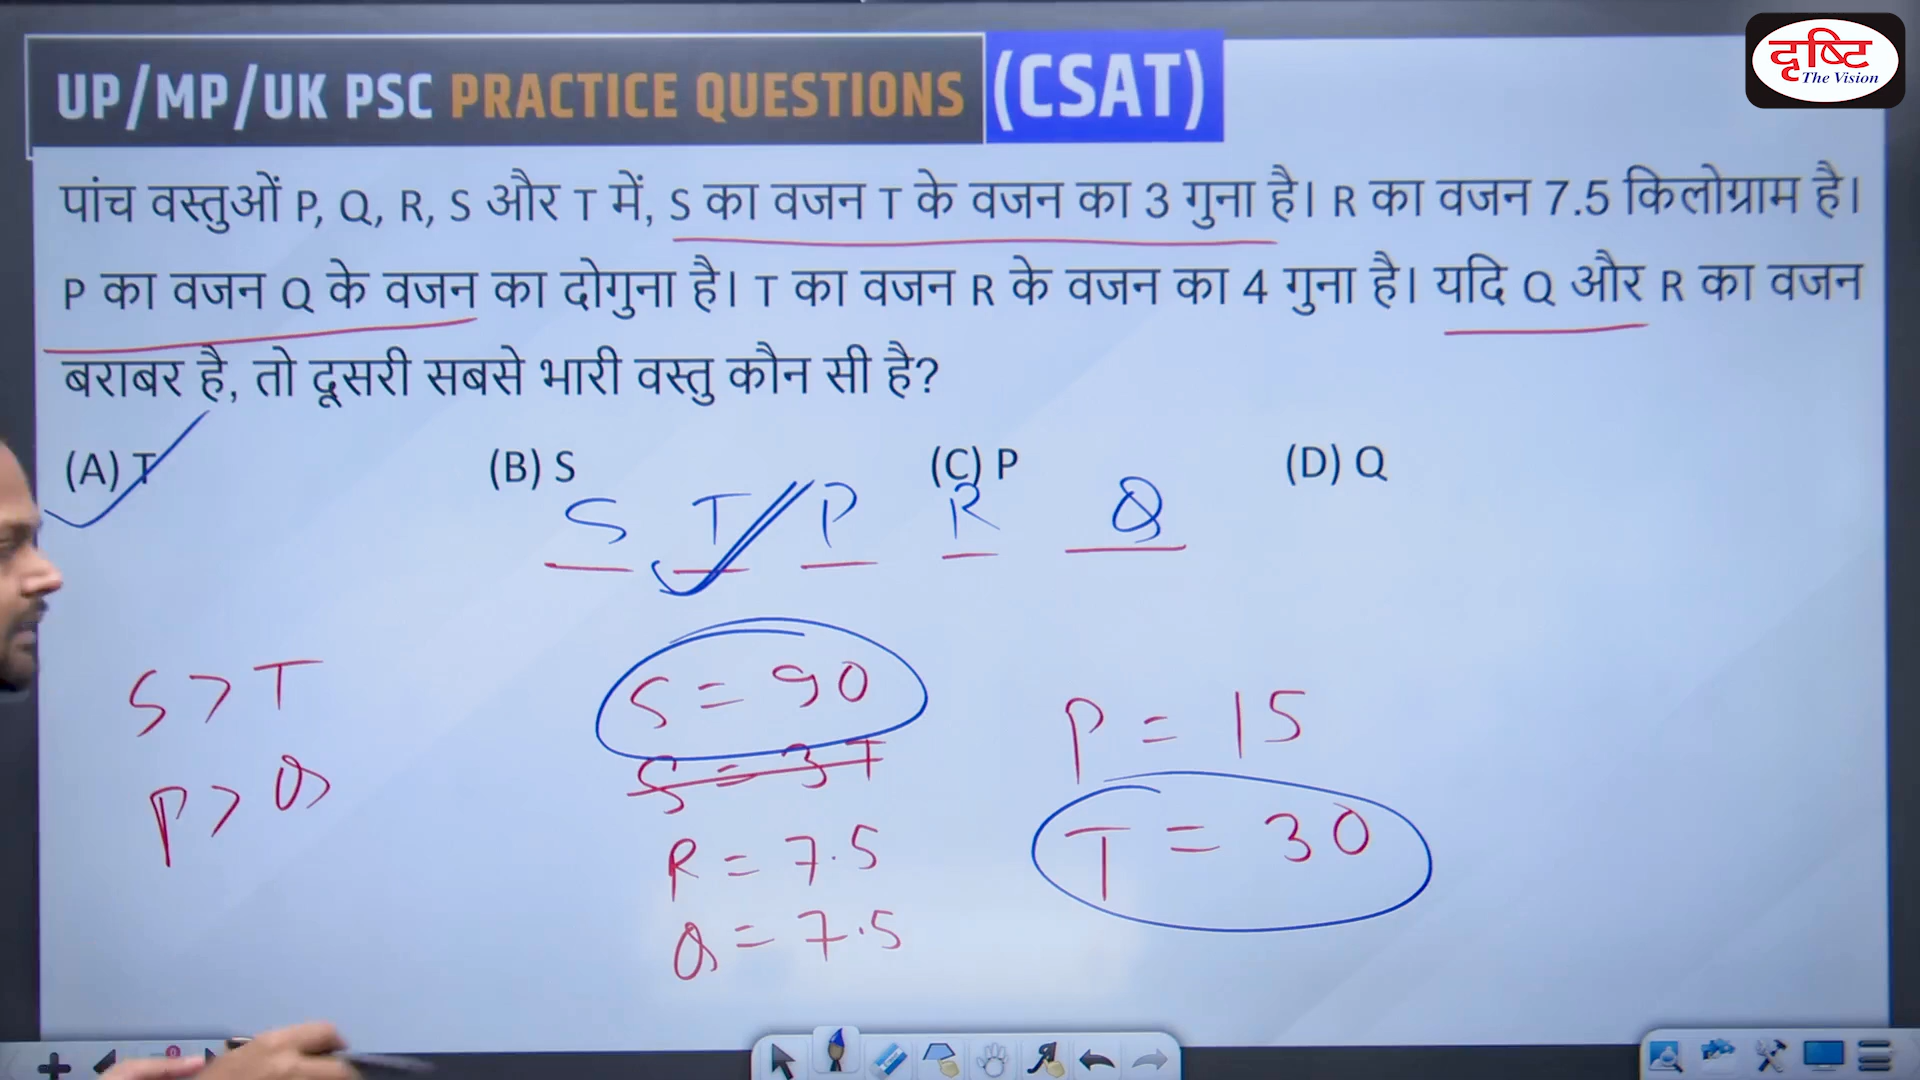 दृष्टि
The Vision
UP/MP/UK PSC PRACTICE QUESTIONS (CSAT)
पांच वस्तुओं P, Q, R, S और T में, S का वजन T के वजन का 3 गुना है। R का वजन 7.5 किलोग्राम है।
P का वजन Q के वजन का दोगुना है। T का वजन R के वजन का 4 गुना है। यदि Q और R का वजन
बराबर है, तो दूसरी सबसे भारी वस्तु कौन सी है?
(A) T (B) S (C) P (D) Q
S T P R Q
S > T
P > Q
S = 90
S = 3T
R = 7.5
Q = 7.5
P = 15
T = 30